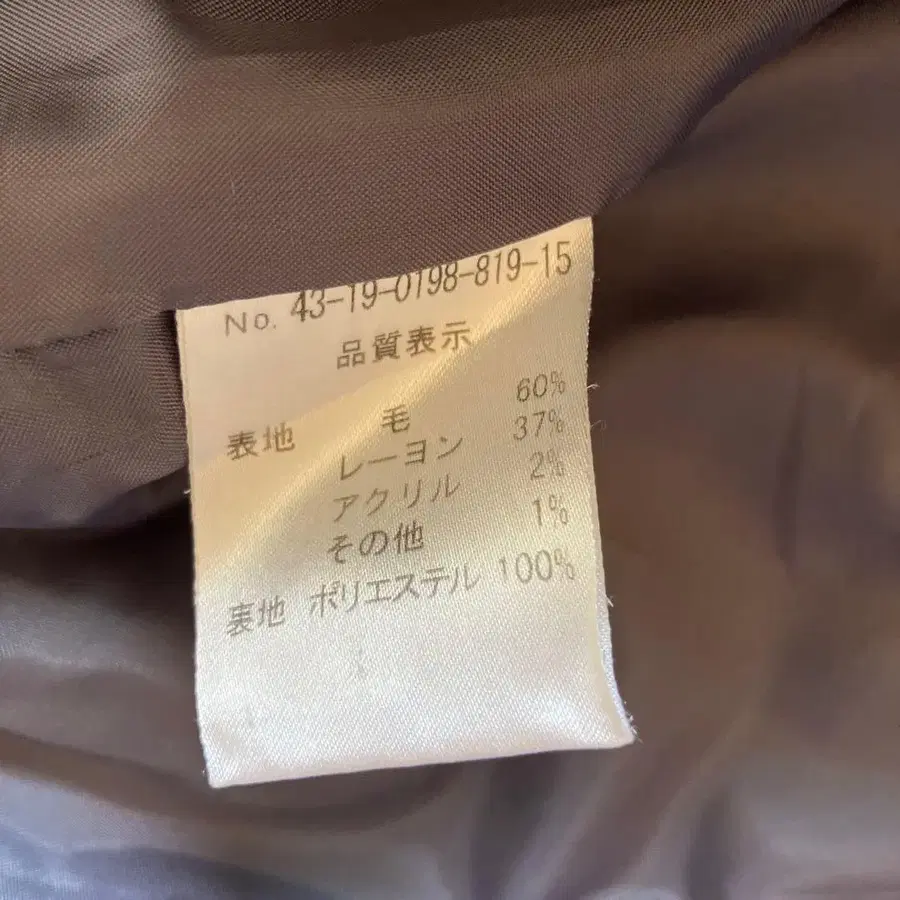 No. 43-19-0198-819-15
品質表示
表地 毛 60%
レーヨン 37%
アクリル 2%
その他 1%
表地 ポリエステル 100%